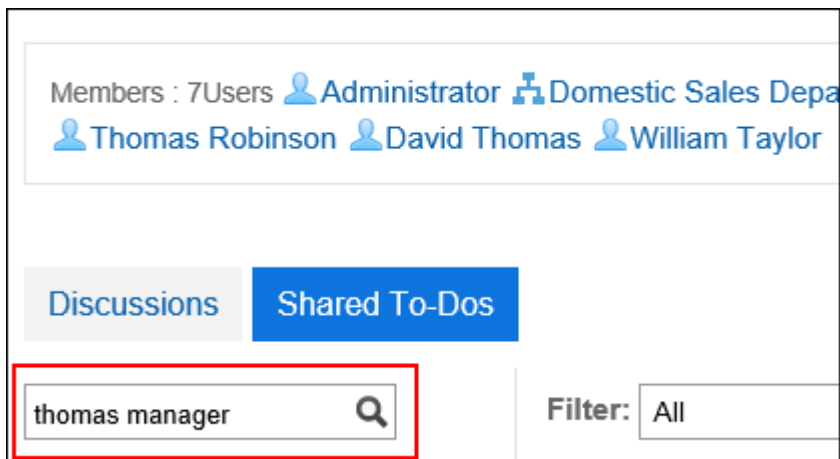 Members : 7Users Administrator Domestic Sales Depa
Thomas Robinson David Thomas William Taylor
Discussions Shared To-Dos
thomas manager Filter: All